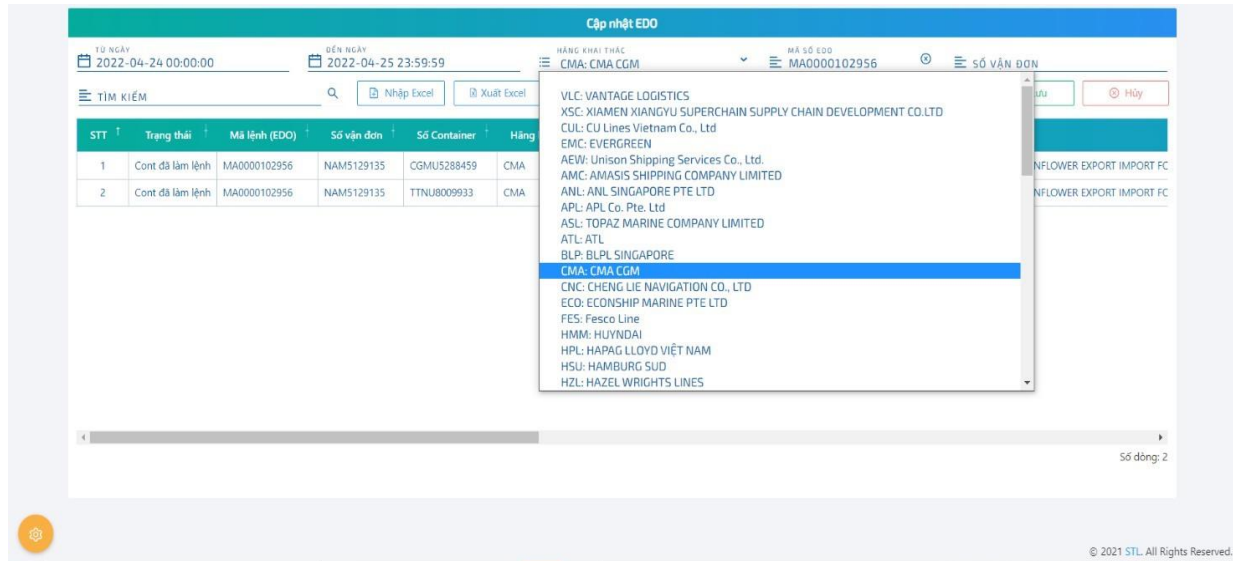 Cập nhật EDO
TỪ NGÀY
2022-04-24 00:00:00
ĐẾN NGÀY
2022-04-25 23:59:59
HÃNG KHAI THÁC
CMA: CMA CGM
MÃ SỐ EDO
MA0000102956
SỐ VẬN ĐƠN
TÌM KIẾM
Nhập Excel
Xuất Excel
Lưu
Hủy
STT Trạng thái Mã lệnh (EDO) Số vận đơn Số Container Hãng
1 Cont đã làm lệnh MA0000102956 NAM5129135 CGMU5288459 CMA NFLOWER EXPORT IMPORT FC
2 Cont đã làm lệnh MA0000102956 NAM5129135 TTNU8009933 CMA NFLOWER EXPORT IMPORT FC
VLC: VANTAGE LOGISTICS
XSC: XIAMEN XIANGYU SUPERCHAIN SUPPLY CHAIN DEVELOPMENT CO.LTD
CUL: CU Lines Vietnam Co., Ltd
EMC: EVERGREEN
AEW: Unison Shipping Services Co., Ltd.
AMC: AMASIS SHIPPING COMPANY LIMITED
ANL: ANL SINGAPORE PTE LTD
APL: APL Co. Pte. Ltd
ASL: TOPAZ MARINE COMPANY LIMITED
ATL: ATL
BLP: BLPL SINGAPORE
CMA: CMA CGM
CNC: CHENG LIE NAVIGATION CO., LTD
ECO: ECONSHIP MARINE PTE LTD
FES: Fesco Line
HMM: HUYNDAI
HPL: HAPAG LLOYD VIỆT NAM
HSU: HAMBURG SUD
HZL: HAZEL WRIGHTS LINES
Số dòng: 2
© 2021 STL. All Rights Reserved.